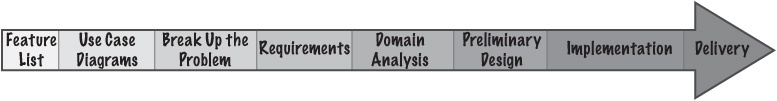 Feature
List
Use Case
Diagrams
Break Up the
Problem
Requirements
Domain
Analysis
Preliminary
Design
Implementation
Delivery